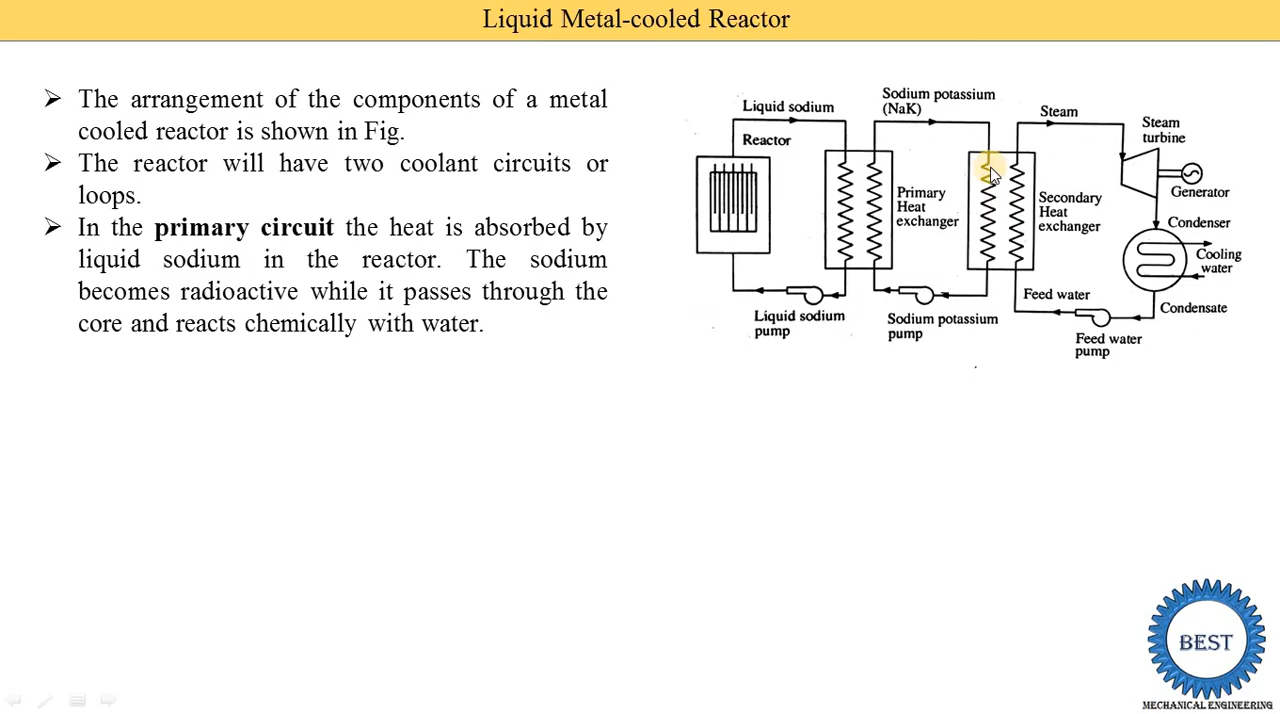 Liquid Metal-cooled Reactor
➢ The arrangement of the components of a metal
cooled reactor is shown in Fig.
➢ The reactor will have two coolant circuits or
loops.
➢ In the primary circuit the heat is absorbed by
liquid sodium in the reactor. The sodium
becomes radioactive while it passes through the
core and reacts chemically with water.
Liquid sodium
Reactor
Sodium potassium
(NaK)
Steam
Steam
turbine
Generator
Primary
Heat
exchanger
Secondary
Heat
exchanger
Condenser
Cooling
water
Feed water
Condensate
Liquid sodium
pump
Sodium potassium
pump
Feed water
pump
BEST
MECHANICAL ENGINEERING